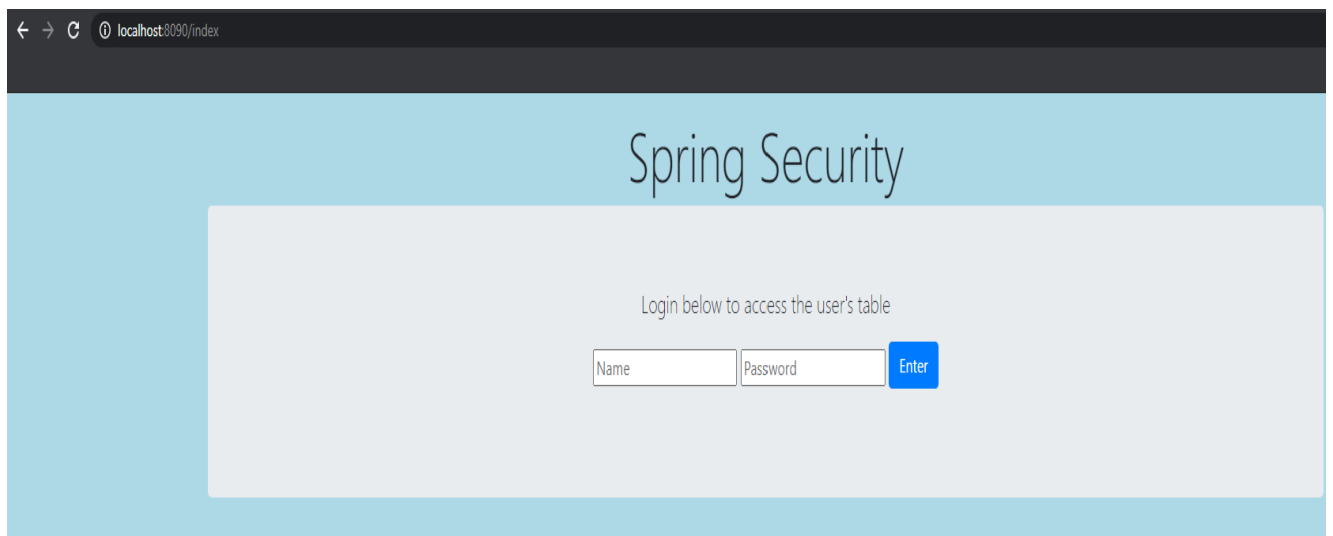 localhost:8090/index
Spring Security
Login below to access the user's table
Name Password Enter